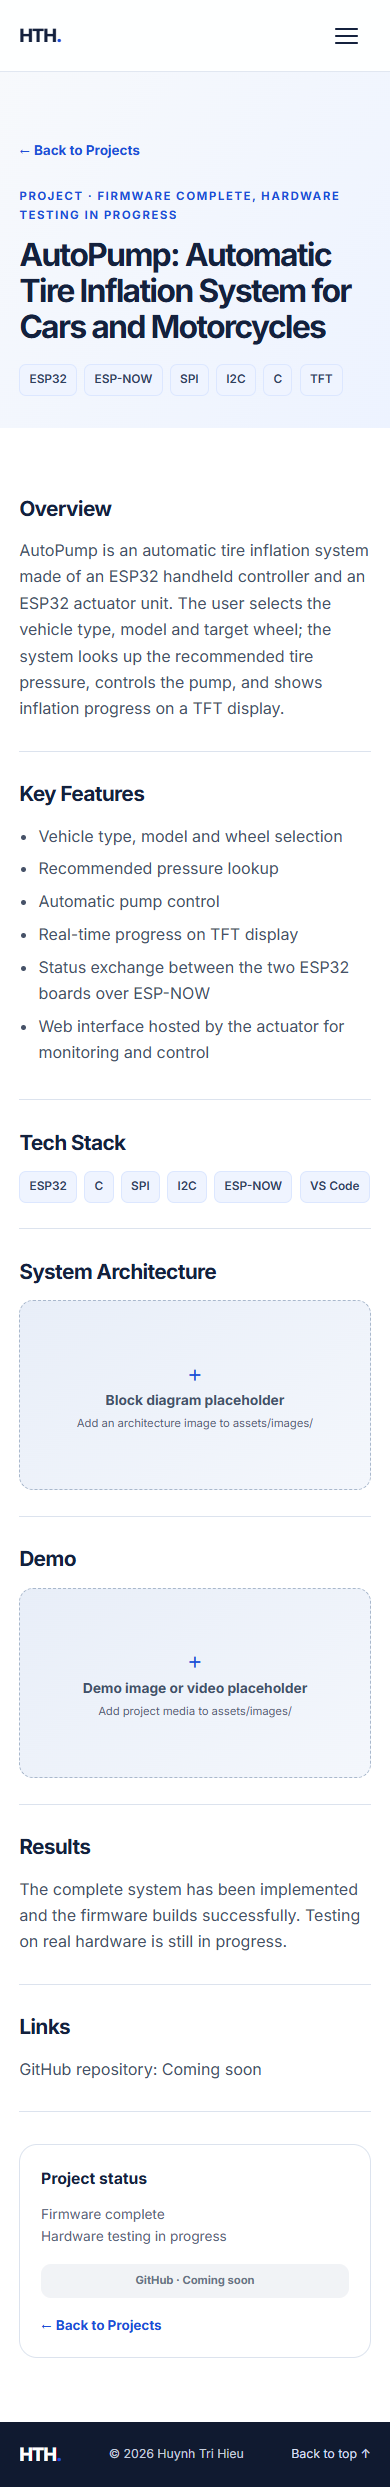 HTH.
← Back to Projects
PROJECT · FIRMWARE COMPLETE, HARDWARE
TESTING IN PROGRESS
AutoPump: Automatic
Tire Inflation System for
Cars and Motorcycles
ESP32 ESP-NOW SPI I2C C TFT
Overview
AutoPump is an automatic tire inflation system
made of an ESP32 handheld controller and an
ESP32 actuator unit. The user selects the
vehicle type, model and target wheel; the
system looks up the recommended tire
pressure, controls the pump, and shows
inflation progress on a TFT display.
Key Features
• Vehicle type, model and wheel selection
• Recommended pressure lookup
• Automatic pump control
• Real-time progress on TFT display
• Status exchange between the two ESP32
boards over ESP-NOW
• Web interface hosted by the actuator for
monitoring and control
Tech Stack
ESP32 C SPI I2C ESP-NOW VS Code
System Architecture
+
Block diagram placeholder
Add an architecture image to assets/images/
Demo
+
Demo image or video placeholder
Add project media to assets/images/
Results
The complete system has been implemented
and the firmware builds successfully. Testing
on real hardware is still in progress.
Links
GitHub repository: Coming soon
Project status
Firmware complete
Hardware testing in progress
GitHub · Coming soon
← Back to Projects
HTH. © 2026 Huynh Tri Hieu Back to top ↑